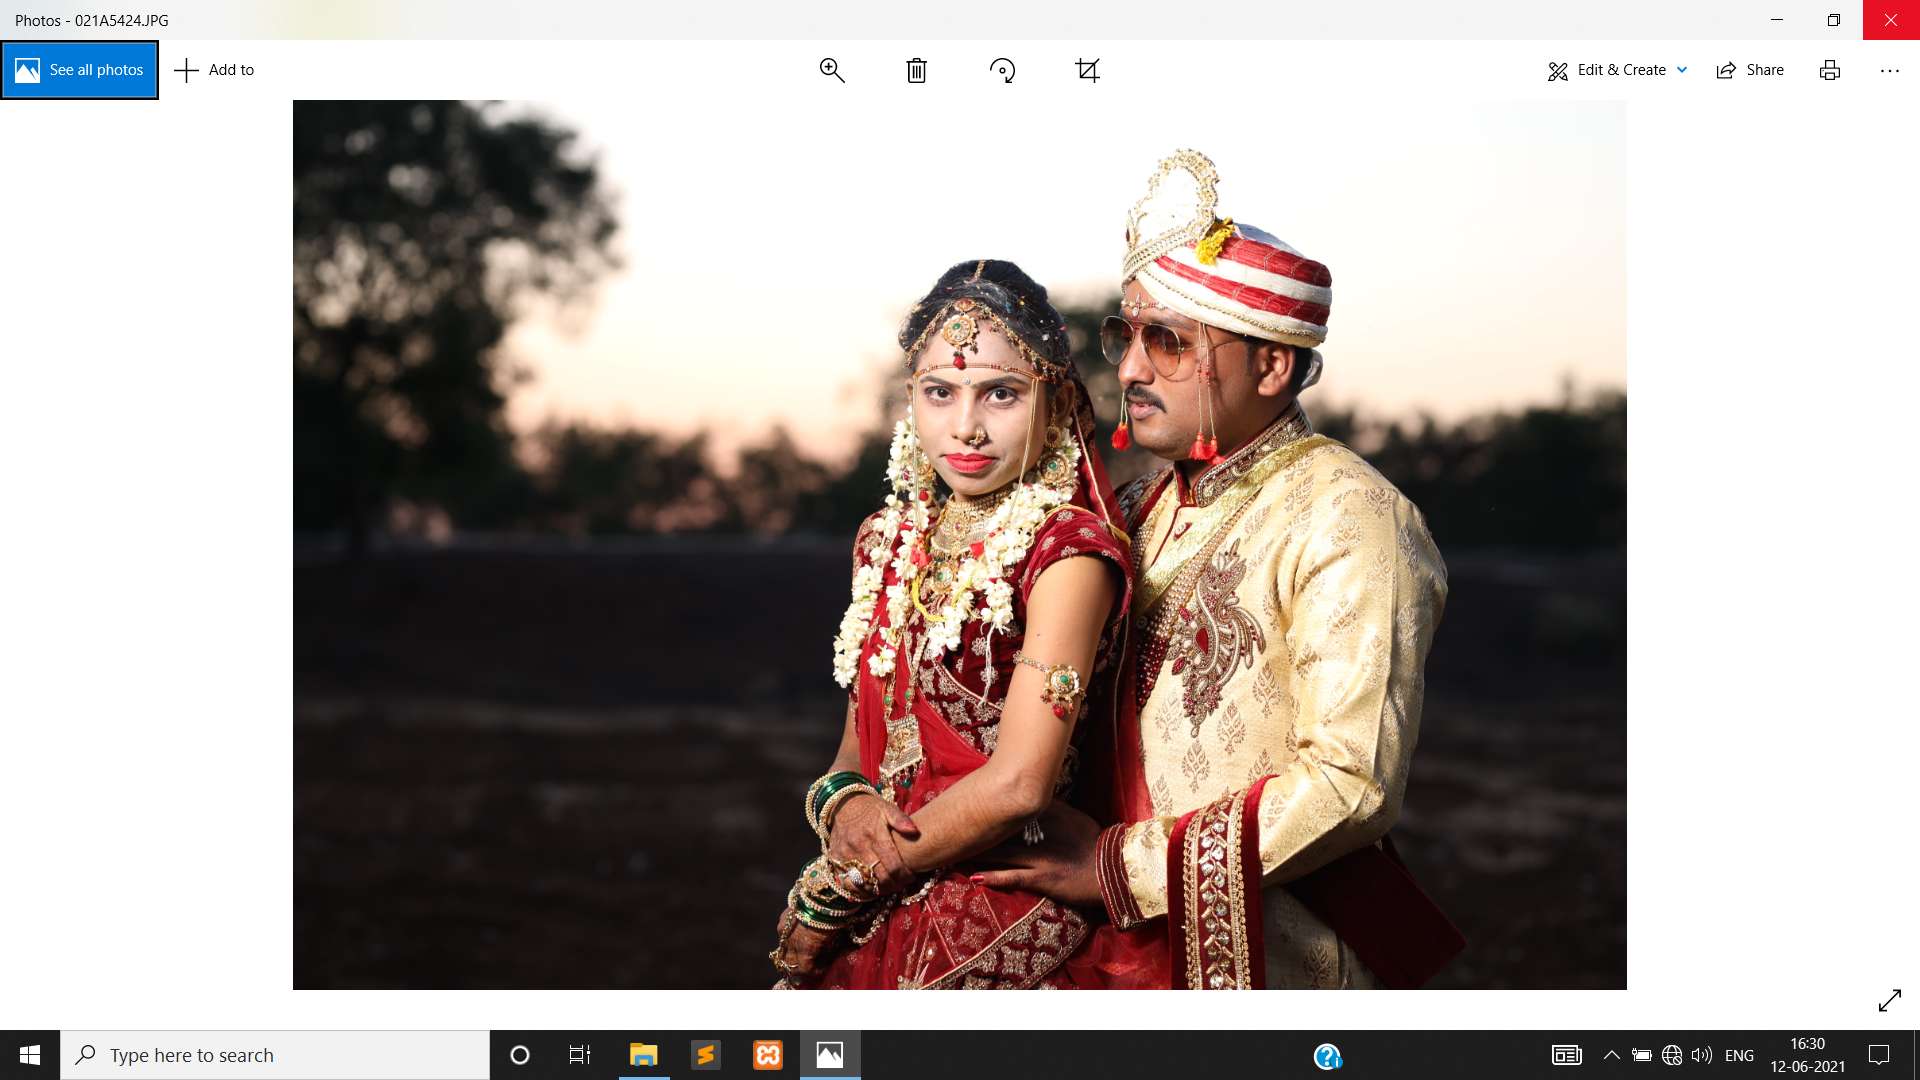 Photos - 021A5424.JPG
See all photos
Add to
Edit & Create
Share
Type here to search
ENG
16:30
12-06-2021